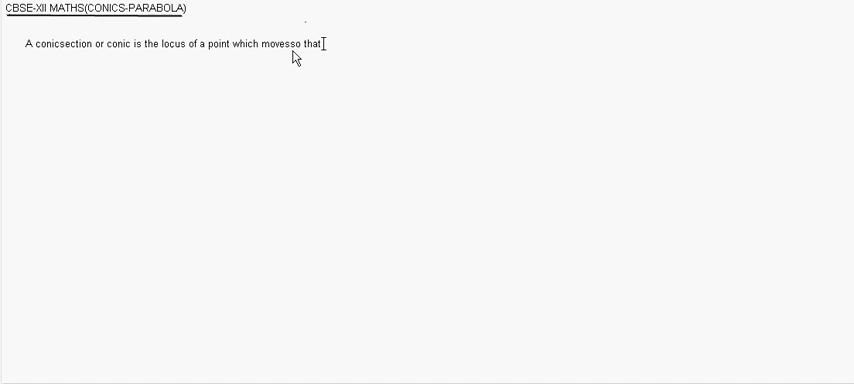 CBSE-XII MATHS(CONICS-PARABOLA)
A conicsection or conic is the locus of a point which movesso that